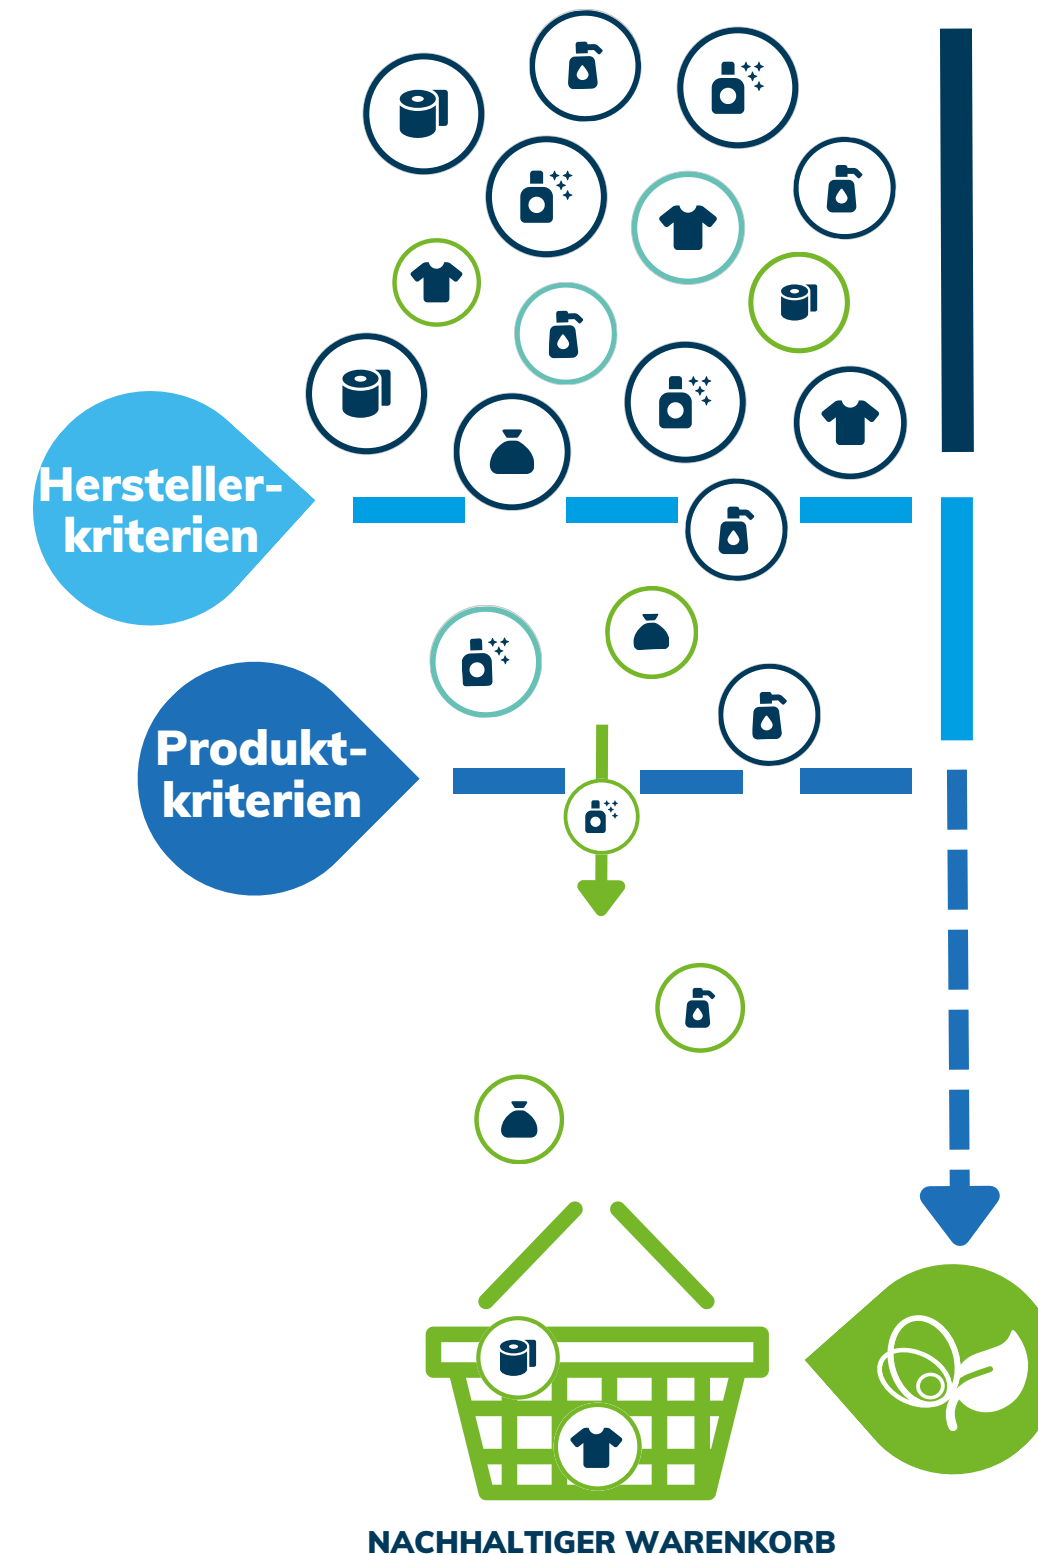 Hersteller-
kriterien
Produkt-
kriterien
NACHHALTIGER WARENKORB